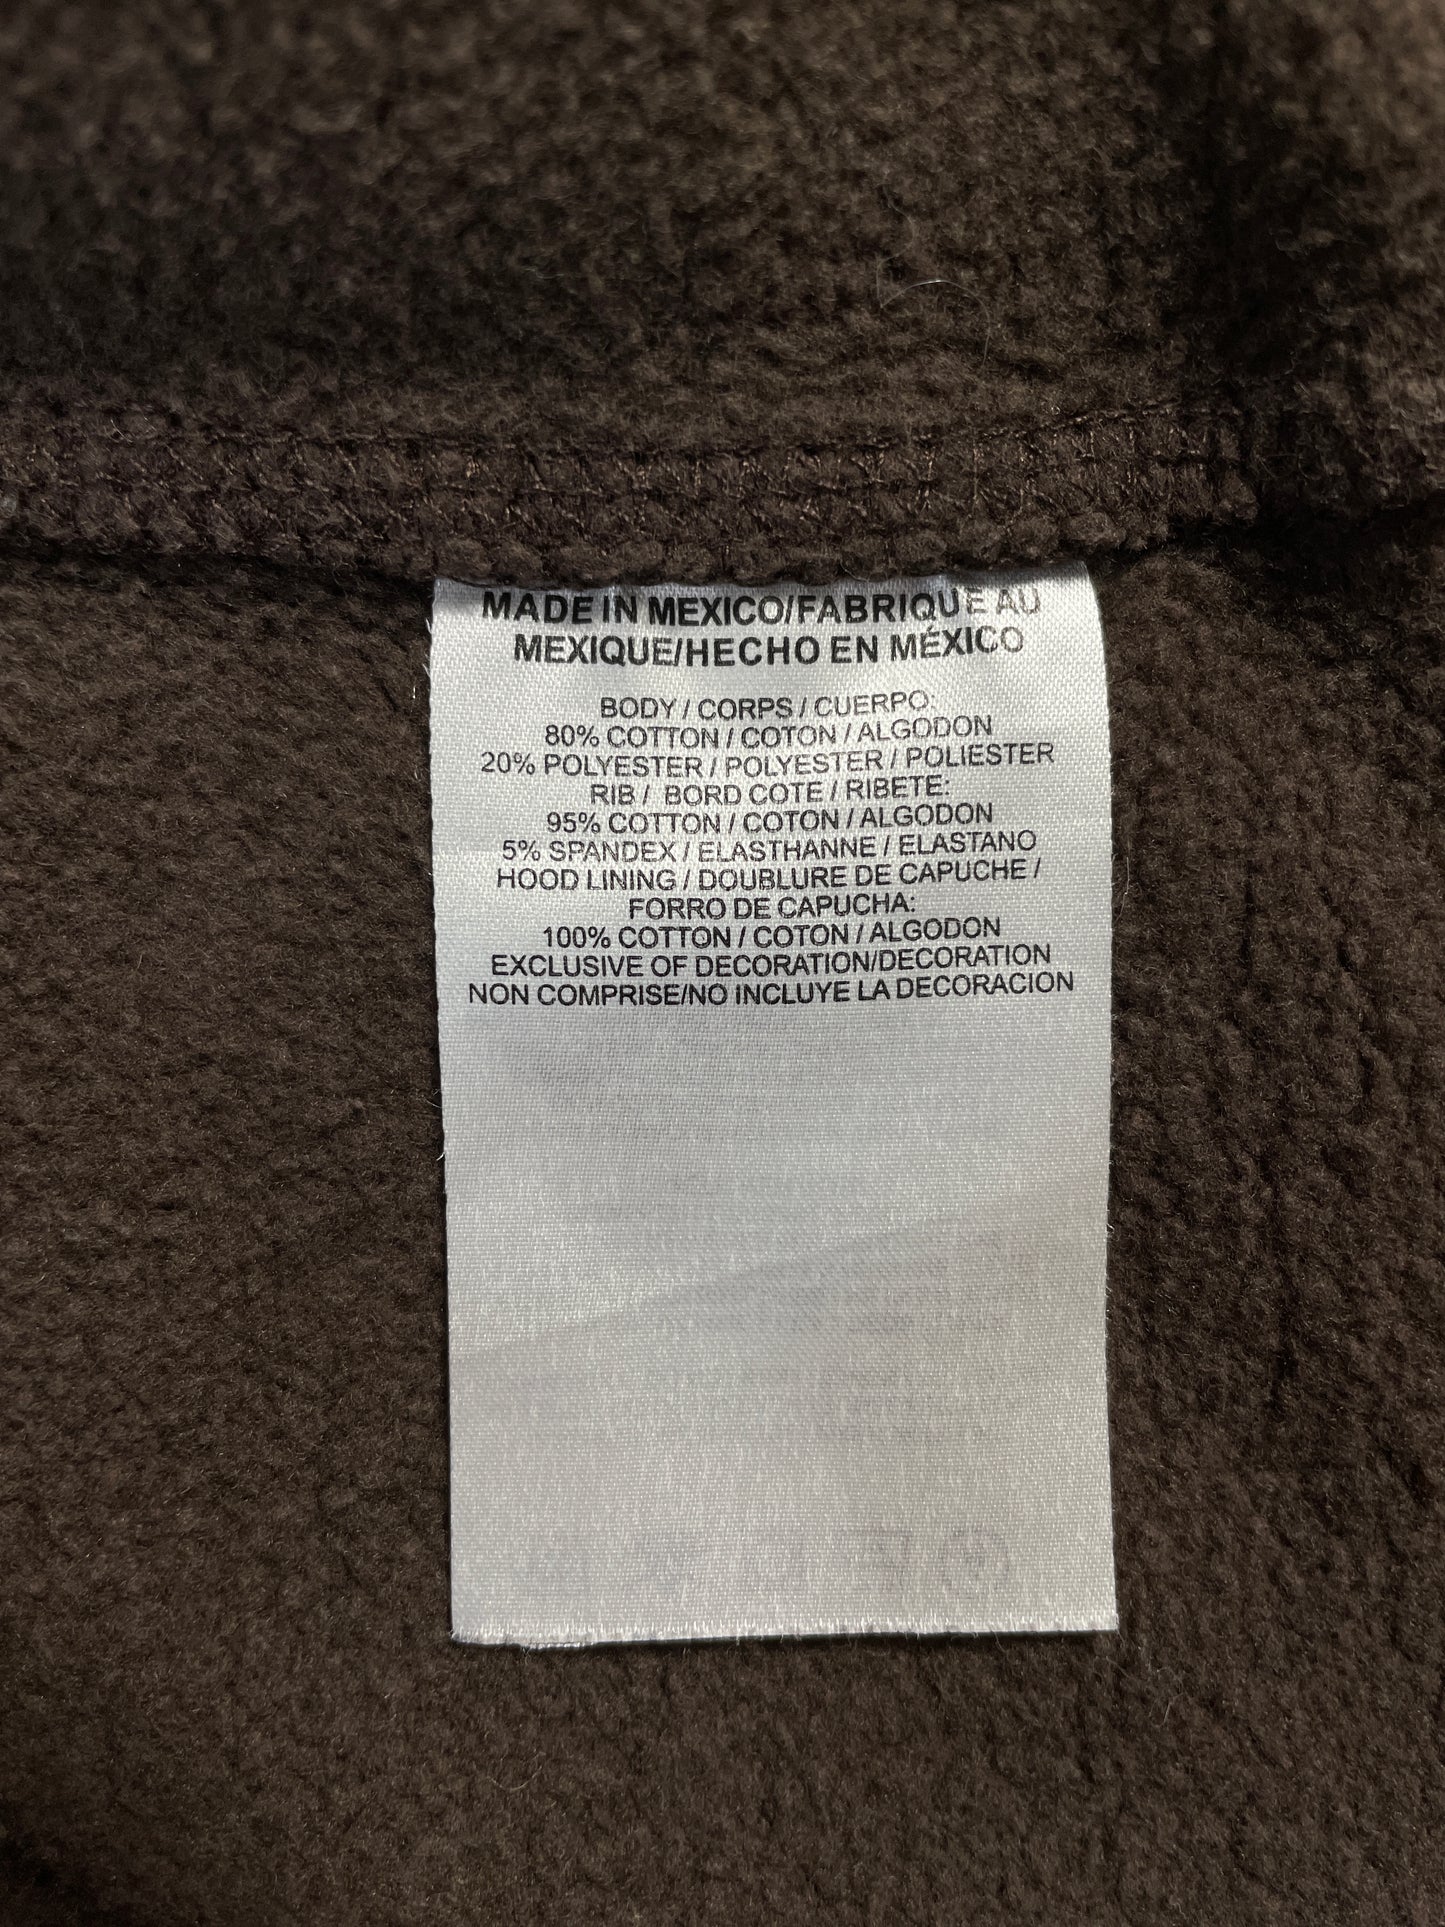 MADE IN MEXICO/FABRIQUE AU
MEXIQUE/HECHO EN MÉXICO
BODY / CORPS / CUERPO:
80% COTTON / COTON / ALGODON
20% POLYESTER / POLYESTER / POLIESTER
RIB / BORD COTE / RIBETE:
95% COTTON / COTON / ALGODON
5% SPANDEX / ELASTHANNE / ELASTANO
HOOD LINING / DOUBLURE DE CAPUCHE /
FORRO DE CAPUCHA:
100% COTTON / COTON / ALGODON
EXCLUSIVE OF DECORATION/DECORATION
NON COMPRISE/NO INCLUYE LA DECORACION